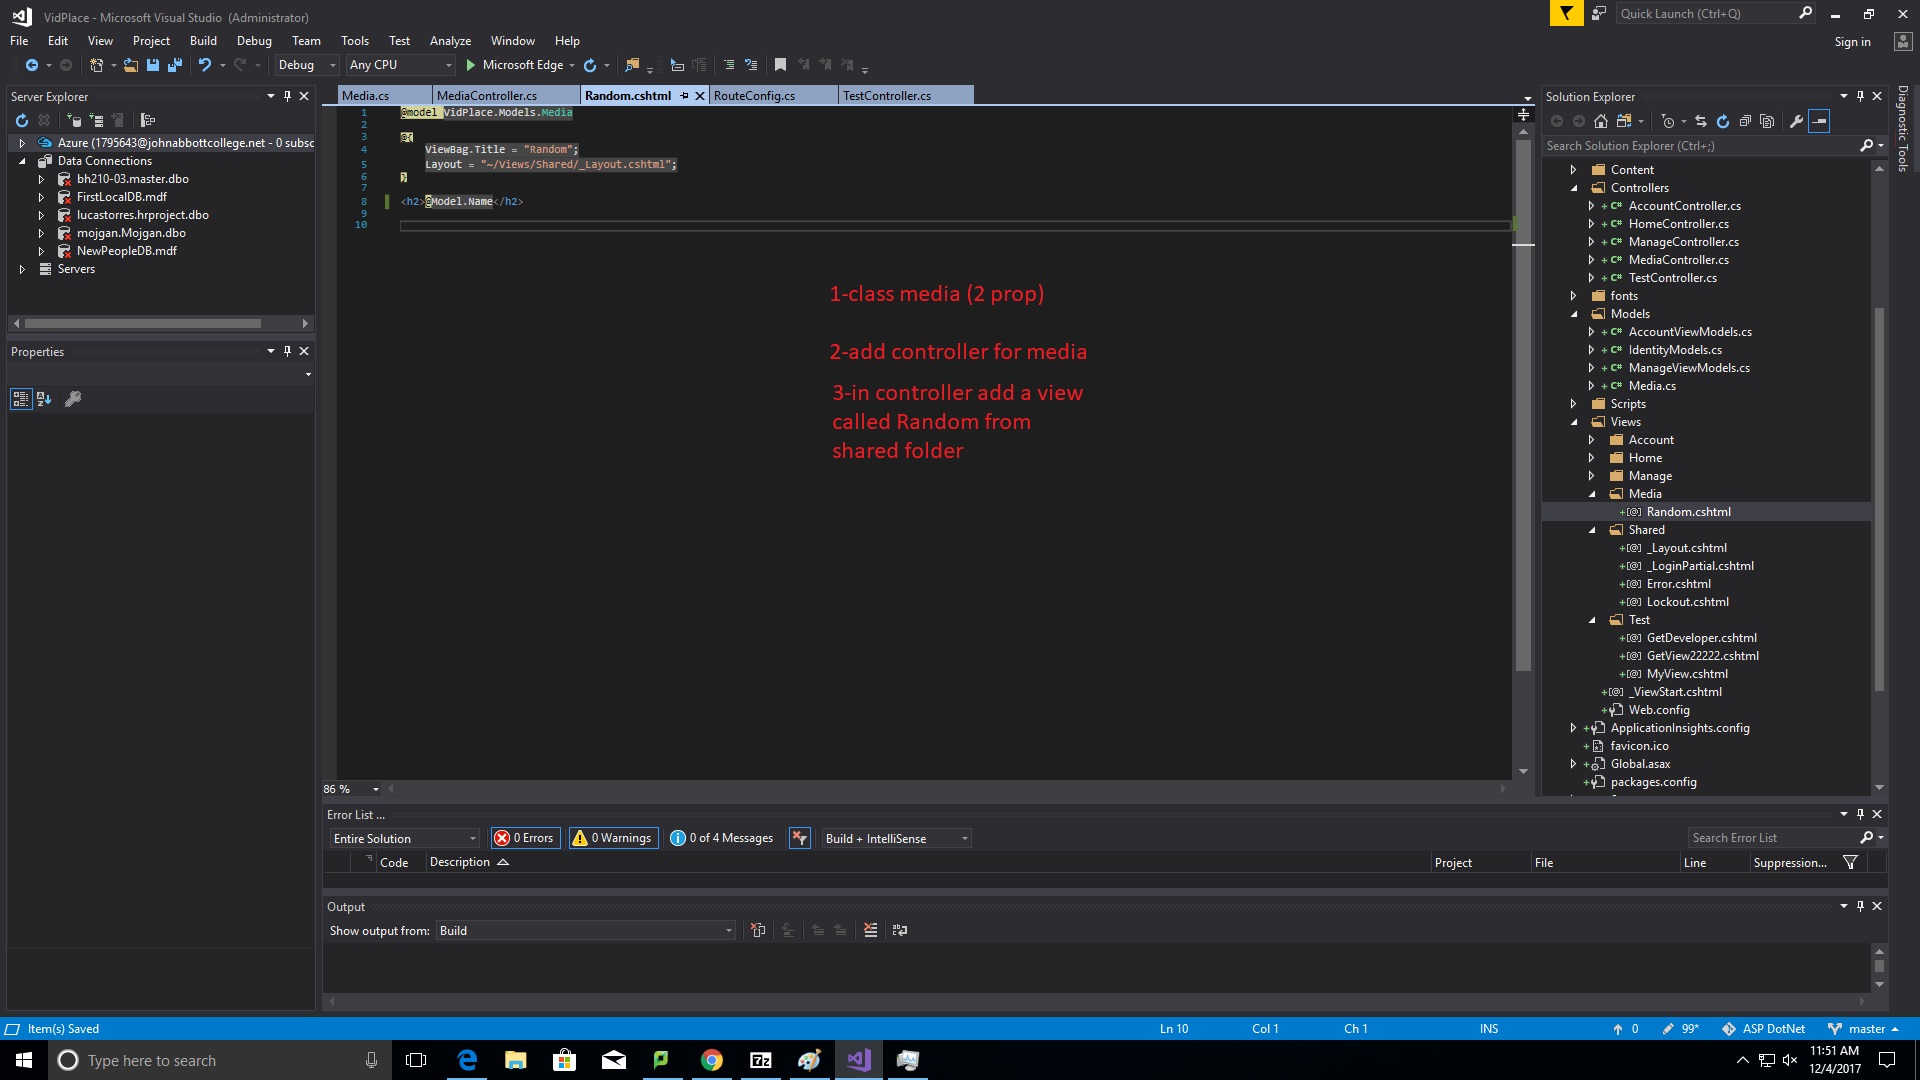 VidPlace - Microsoft Visual Studio (Administrator)
Quick Launch (Ctrl+Q)
File Edit View Project Build Debug Team Tools Test Analyze Window Help
Sign in
Debug Any CPU Microsoft Edge
Server Explorer
Azure (1795643@johnabbottcollege.net - 0 subsc
Data Connections
bh210-03.master.dbo
FirstLocalDB.mdf
lucastorres.hrproject.dbo
mojgan.Mojgan.dbo
NewPeopleDB.mdf
Servers
Properties
Media.cs MediaController.cs Random.cshtml RouteConfig.cs TestController.cs
1 @model VidPlace.Models.Media
2
3 @{
4 ViewBag.Title = "Random";
5 Layout = "~/Views/Shared/_Layout.cshtml";
6 }
7
8 <h2>@Model.Name</h2>
9
10
1-class media (2 prop)
2-add controller for media
3-in controller add a view
called Random from
shared folder
86 %
Solution Explorer
Search Solution Explorer (Ctrl+;)
Content
Controllers
AccountController.cs
HomeController.cs
ManageController.cs
MediaController.cs
TestController.cs
fonts
Models
AccountViewModels.cs
IdentityModels.cs
ManageViewModels.cs
Media.cs
Scripts
Views
Account
Home
Manage
Media
Random.cshtml
Shared
_Layout.cshtml
_LoginPartial.cshtml
Error.cshtml
Lockout.cshtml
Test
GetDeveloper.cshtml
GetView22222.cshtml
MyView.cshtml
_ViewStart.cshtml
Web.config
ApplicationInsights.config
favicon.ico
Global.asax
packages.config
Diagnostic Tools
Error List ...
Entire Solution 0 Errors 0 Warnings 0 of 4 Messages Build + IntelliSense Search Error List
Code Description Project File Line Suppression...
Output
Show output from: Build
Item(s) Saved Ln 10 Col 1 Ch 1 INS 0 99* ASP DotNet master
Type here to search
11:51 AM
12/4/2017